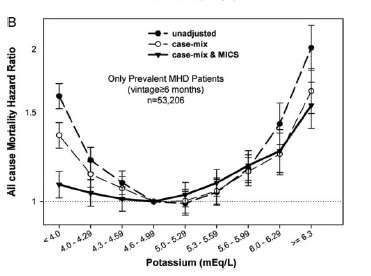 B
unadjusted
case-mix
case-mix & MICS
Only Prevalent MHD Patients
(vintage≥6 months)
n=53,206
All cause Mortality Hazard Ratio
2
1.5
1
< 4.0
4.0 - 4.29
4.3 - 4.59
4.6 - 4.99
5.0 - 5.29
5.3 - 5.59
5.6 - 5.99
6.0 - 6.29
>= 6.3
Potassium (mEq/L)